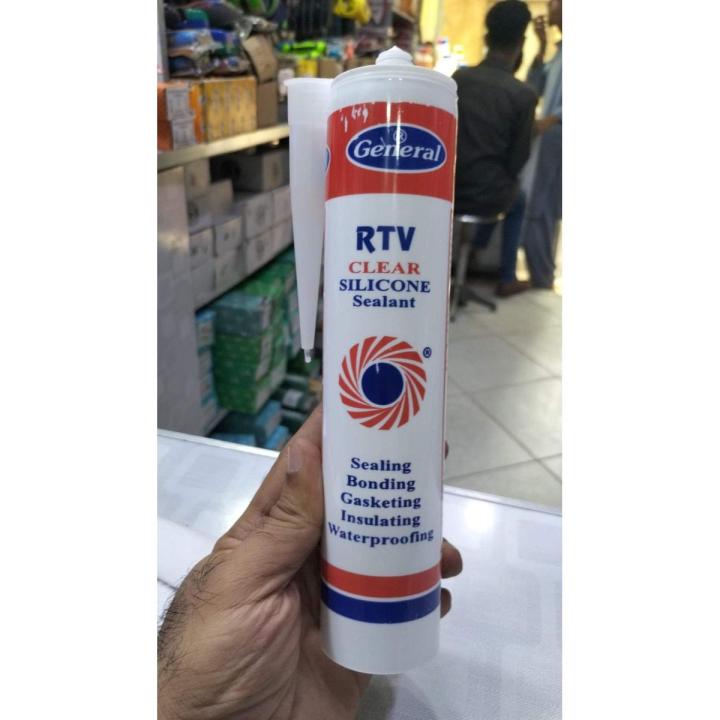 General
®
RTV
CLEAR
SILICONE
Sealant
®
Sealing
Bonding
Gasketing
Insulating
Waterproofing